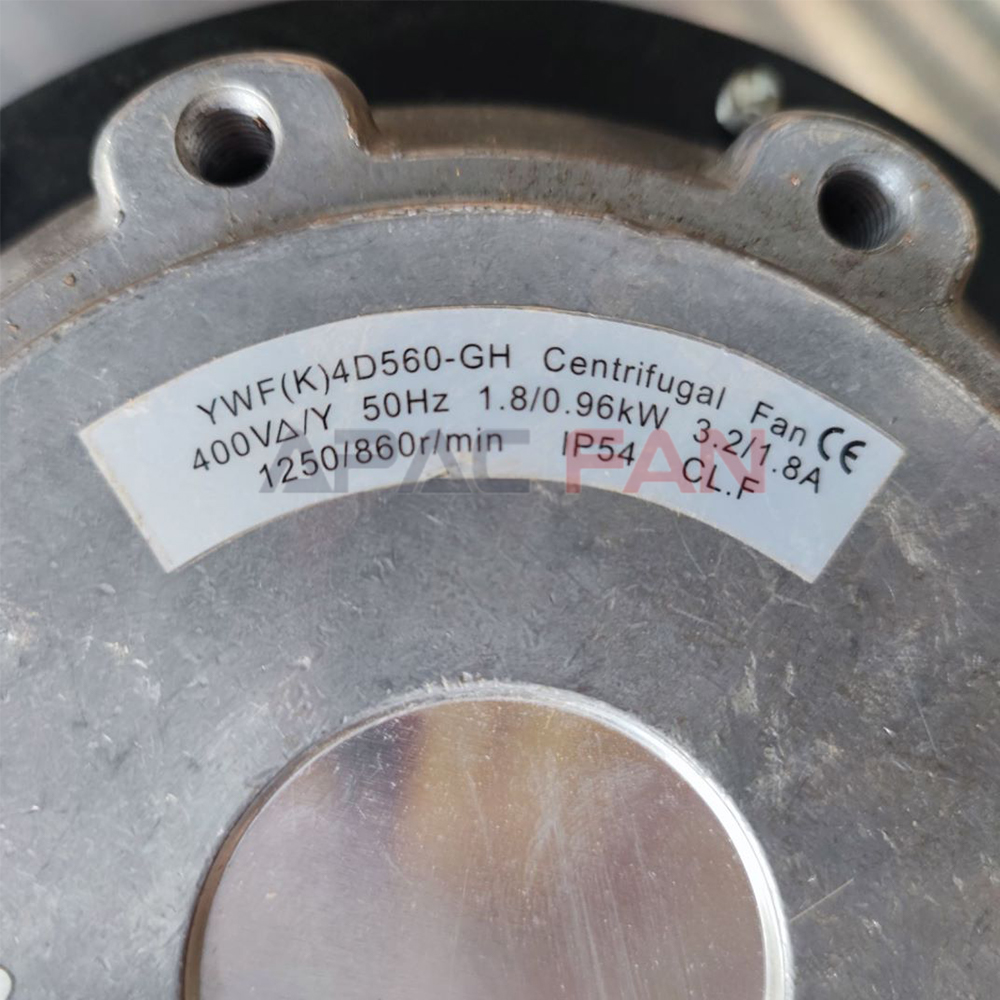 YWF(K)4D560-GH Centrifugal Fan CE
400V△/Y 50Hz 1.8/0.96kW 3.2/1.8A
1250/860r/min IP54 CL.F
APAC FAN